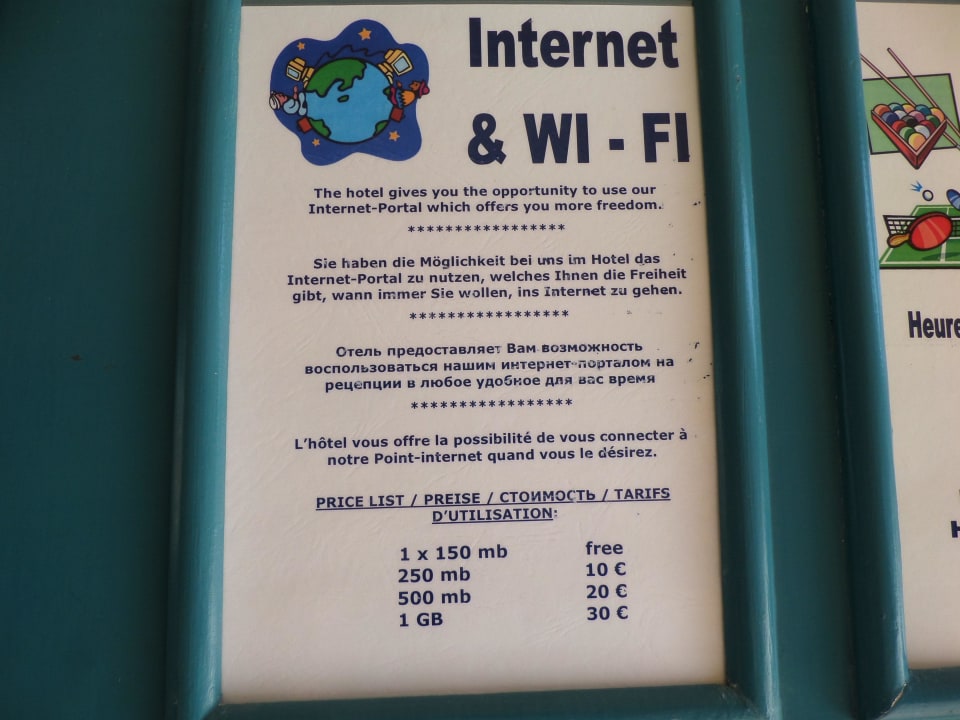 Internet
& WI - FI
The hotel gives you the opportunity to use our
Internet-Portal which offers you more freedom.
*****************
Sie haben die Möglichkeit bei uns im Hotel das
Internet-Portal zu nutzen, welches Ihnen die Freiheit
gibt, wann immer Sie wollen, ins Internet zu gehen.
*****************
Отель предоставляет Вам возможность
воспользоваться нашим интернет-порталом на
рецепции в любое удобное для вас время
*****************
L'hôtel vous offre la possibilité de vous connecter à
notre Point-internet quand vous le désirez.
PRICE LIST / PREISE / СТОИМОСТЬ / TARIFS
D'UTILISATION:
1 x 150 mb free
250 mb 10 €
500 mb 20 €
1 GB 30 €